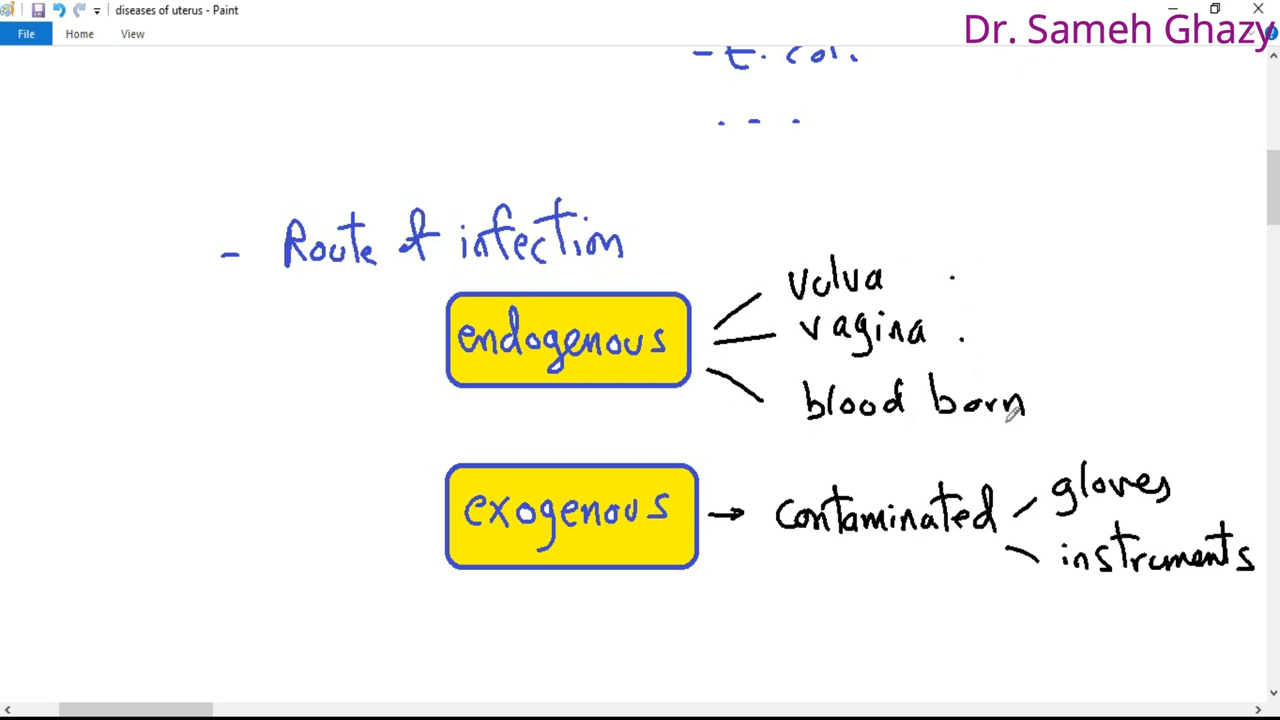 diseases of uterus - Paint
Dr. Sameh Ghazy
File Home View
- E. coli
...
- Route of infection
endogenous
vulva .
vagina .
blood born
exogenous → contaminated
gloves
instruments